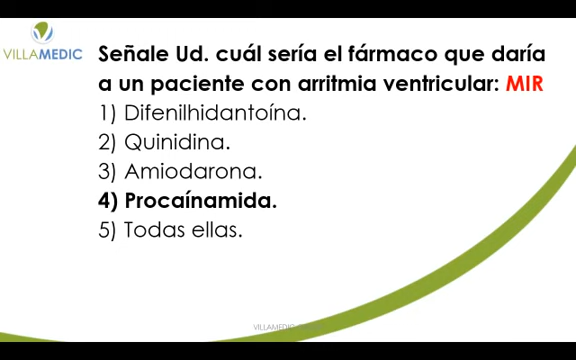 VILLAMEDIC
Señale Ud. cuál sería el fármaco que daría
a un paciente con arritmia ventricular: MIR
1) Difenilhidantoína.
2) Quinidina.
3) Amiodarona.
4) Procaínamida.
5) Todas ellas.
VILLAMEDIC